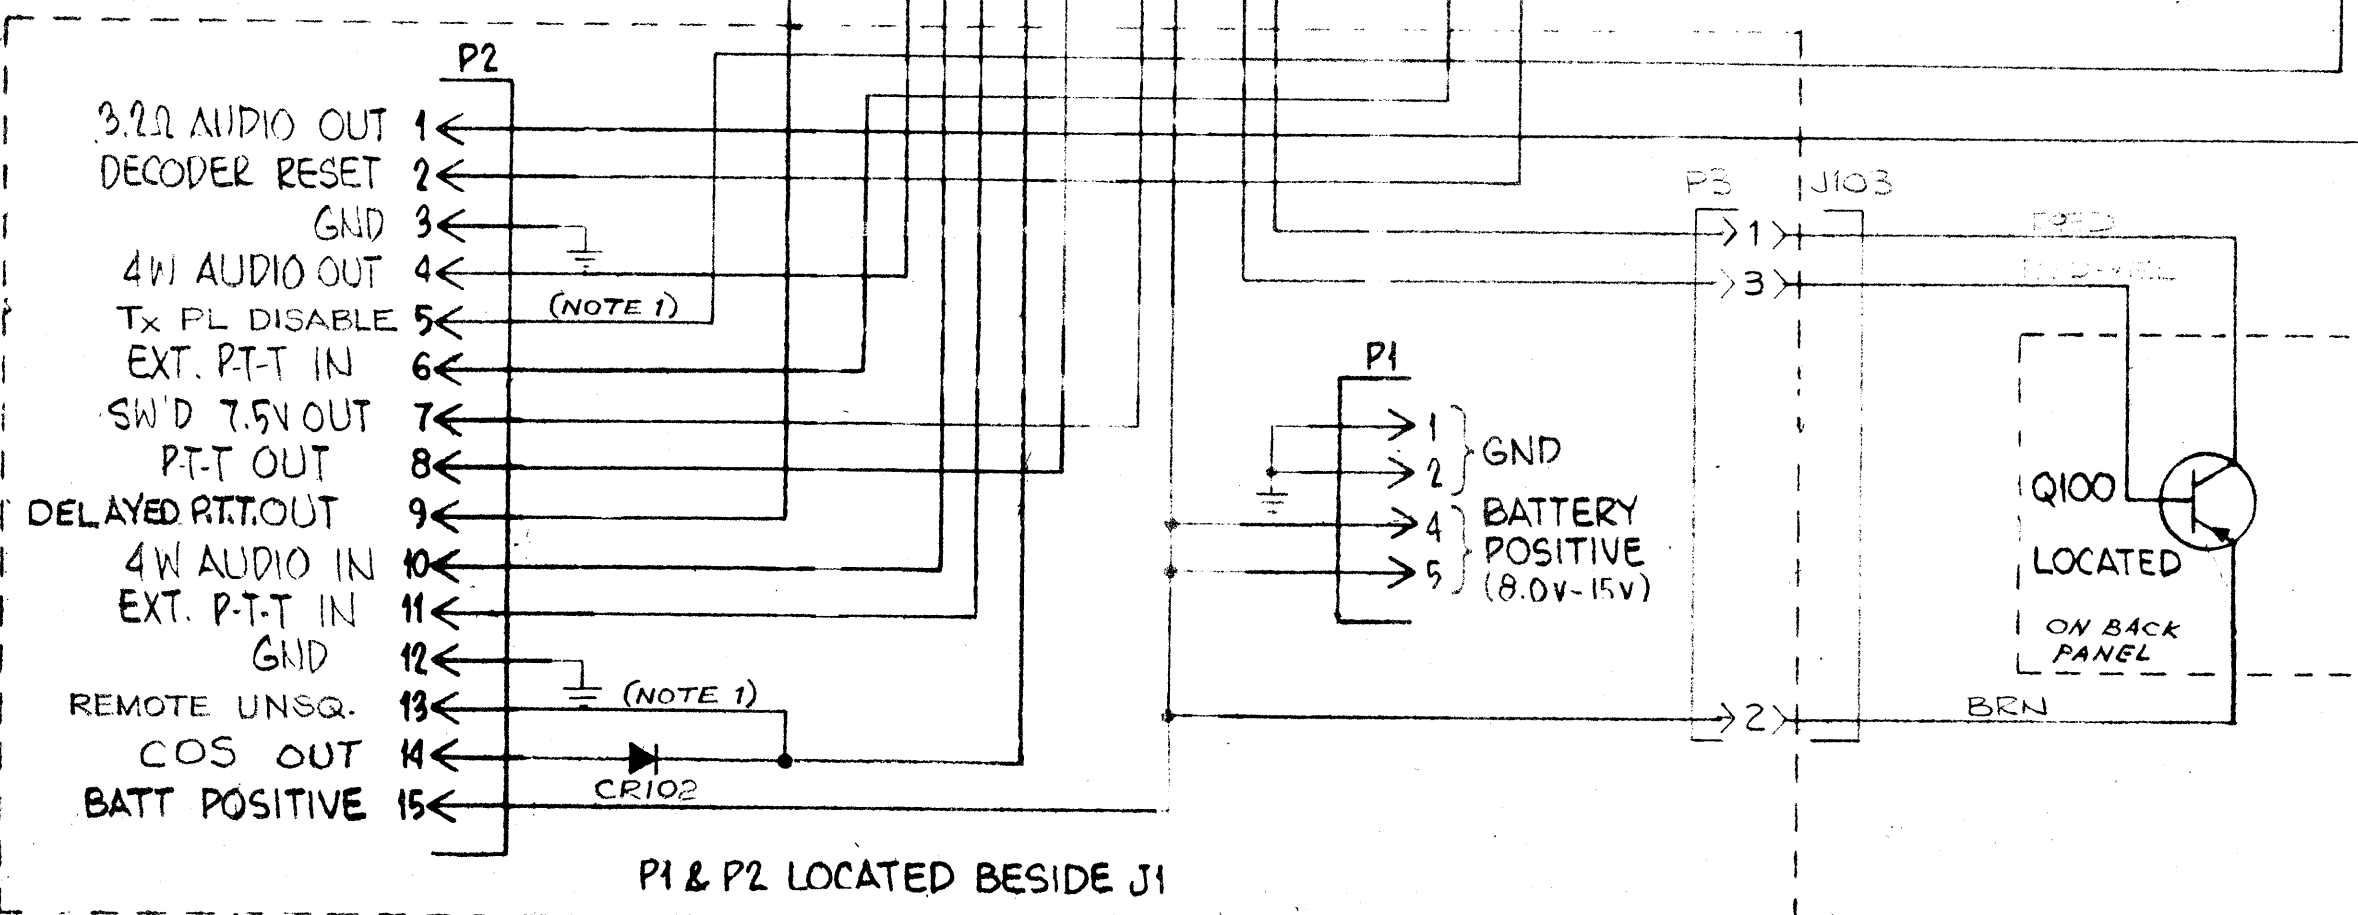 P2
3.2Ω AUDIO OUT 1
DECODER RESET 2
GND 3
4W AUDIO OUT 4
Tx PL DISABLE 5 (NOTE 1)
EXT. P-T-T IN 6
SW'D 7.5V OUT 7
P-T-T OUT 8
DELAYED P.T.T. OUT 9
4W AUDIO IN 10
EXT. P-T-T IN 11
GND 12
REMOTE UNSQ. 13 (NOTE 1)
COS OUT 14
CR102
BATT POSITIVE 15
P1 & P2 LOCATED BESIDE J1
P1
1
2
GND
4
5
BATTERY
POSITIVE
(8.0V-15V)
P3 J103
1
3
2
BRN
Q100
LOCATED
ON BACK
PANEL